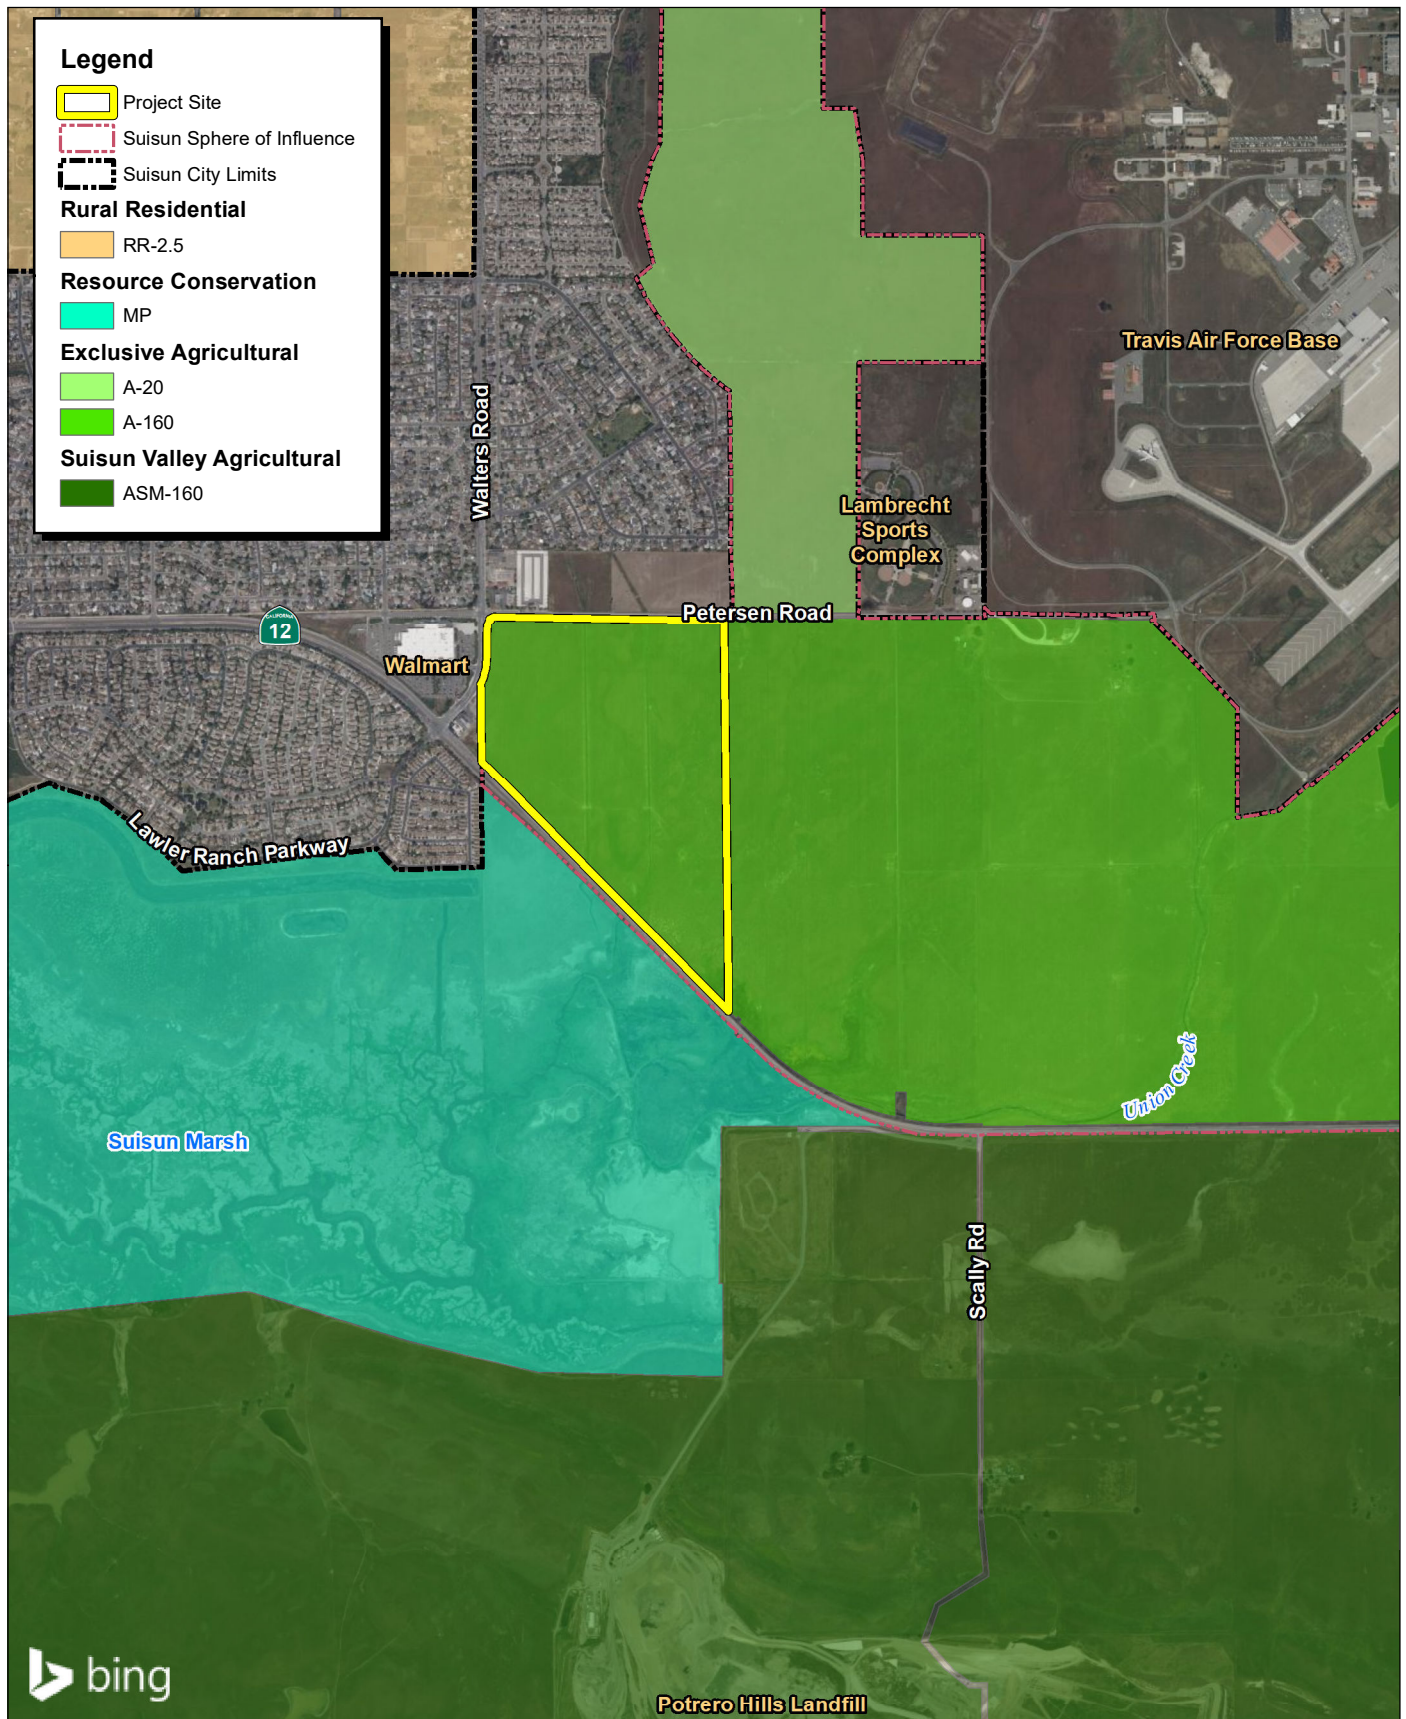 Legend
Project Site
Suisun Sphere of Influence
Suisun City Limits
Rural Residential
RR-2.5
Resource Conservation
MP
Exclusive Agricultural
A-20
A-160
Suisun Valley Agricultural
ASM-160
Travis Air Force Base
Walters Road
Lambrecht
Sports
Complex
Petersen Road
CALIFORNIA
12
Walmart
Lawler Ranch Parkway
Union Creek
Suisun Marsh
Scally Rd
bing
Potrero Hills Landfill